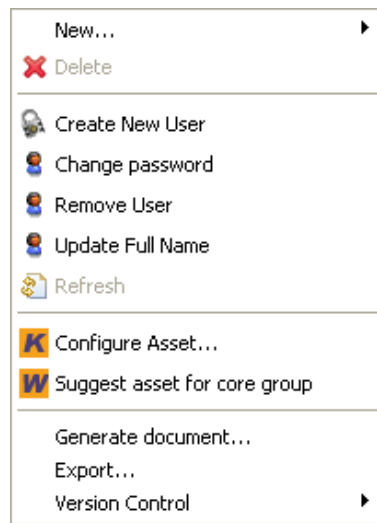 New...
Delete
Create New User
Change password
Remove User
Update Full Name
Refresh
K Configure Asset...
W Suggest asset for core group
Generate document...
Export...
Version Control